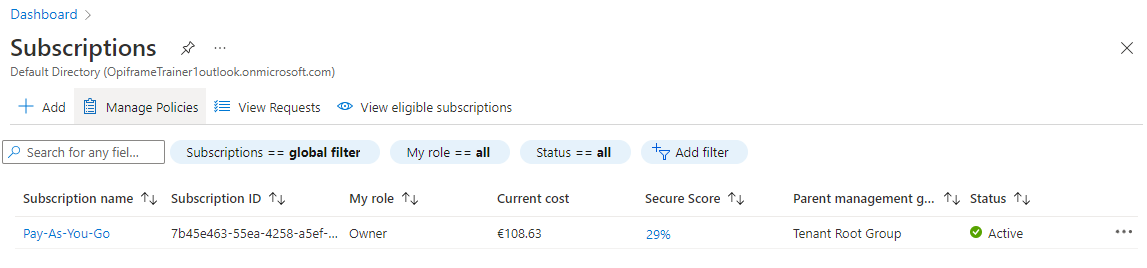 Dashboard
Subscriptions
Default Directory (OpiframeTrainer1outlook.onmicrosoft.com)
Add Manage Policies View Requests View eligible subscriptions
Search for any fiel... Subscriptions == global filter My role == all Status == all Add filter
Subscription name Subscription ID My role Current cost Secure Score Parent management g... Status
Pay-As-You-Go 7b45e463-55ea-4258-a5ef-... Owner €108.63 29% Tenant Root Group Active